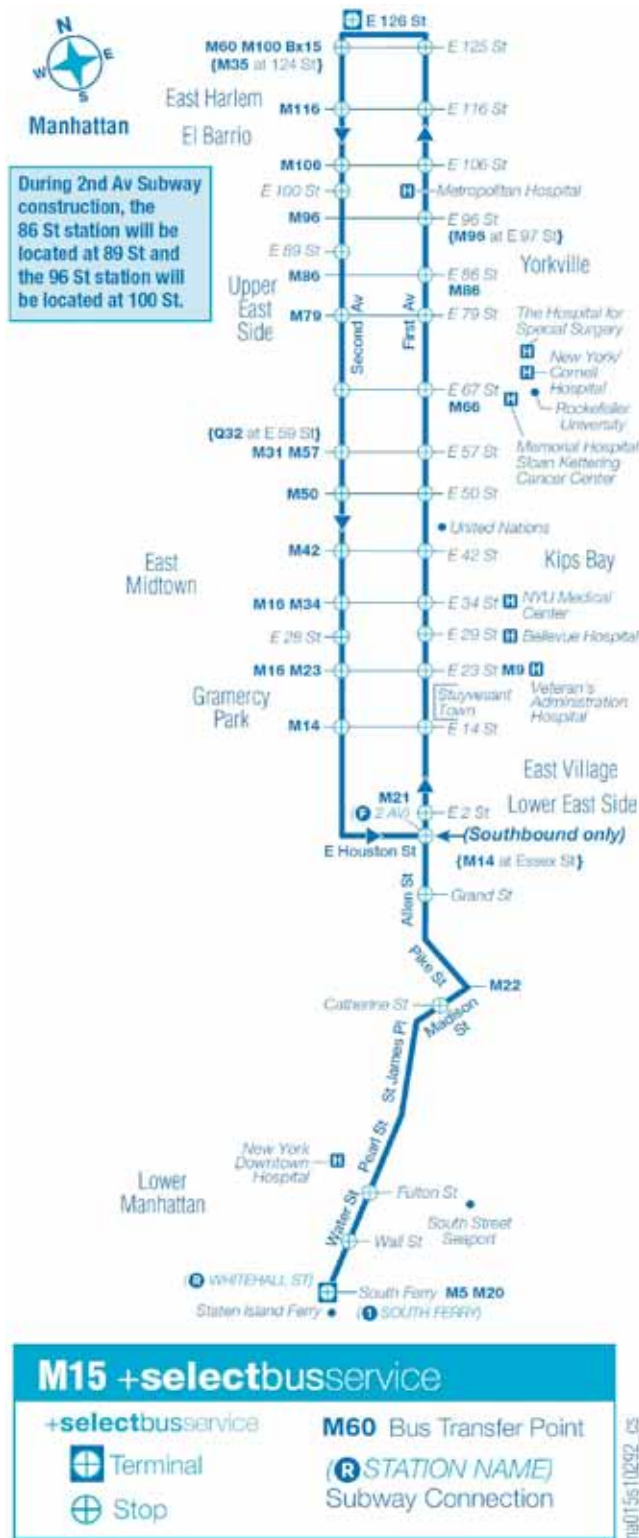 N
E
W
S
Manhattan
E 126 St
M60 M100 Bx15
{M35 at 124 St}
E 125 St
East Harlem
M116
E 116 St
El Barrio
M106
E 106 St
During 2nd Av Subway
construction, the
86 St station will be
located at 89 St and
the 96 St station will
be located at 100 St.
E 100 St
H
Metropolitan Hospital
M96
E 96 St
{M96 at E 97 St}
E 89 St
Yorkville
M86
E 86 St
M86
Upper
East
Side
M79
E 79 St
Second Av
First Av
The Hospital for
Special Surgery
H
New York/
Cornell
Hospital
H
E 67 St
M66
H
Rockefeller
University
{Q32 at E 59 St}
M31 M57
E 57 St
Memorial Hospital
Sloan Kettering
Cancer Center
M50
E 50 St
United Nations
East
Midtown
M42
E 42 St
Kips Bay
M16 M34
E 34 St H NYU Medical
Center
E 28 St
E 29 St H Bellevue Hospital
M16 M23
E 23 St M9 H
Gramercy
Park
Stuyvesant
Town
Veteran's
Administration
Hospital
M14
E 14 St
East Village
M21
(F 2 AV)
E 2 St
Lower East Side
(Southbound only)
E Houston St
{M14 at Essex St}
Allen St
Grand St
Pike St
M22
Catherine St
Madison
St
St James Pl
Pearl St
New York
Downtown
Hospital
H
Lower
Manhattan
Water St
Fulton St
South Street
Seaport
Wall St
(R WHITEHALL ST)
South Ferry M5 M20
Staten Island Ferry
(1 SOUTH FERRY)
M15 +selectbusservice
+selectbusservice
Terminal
Stop
M60 Bus Transfer Point
(R STATION NAME)
Subway Connection